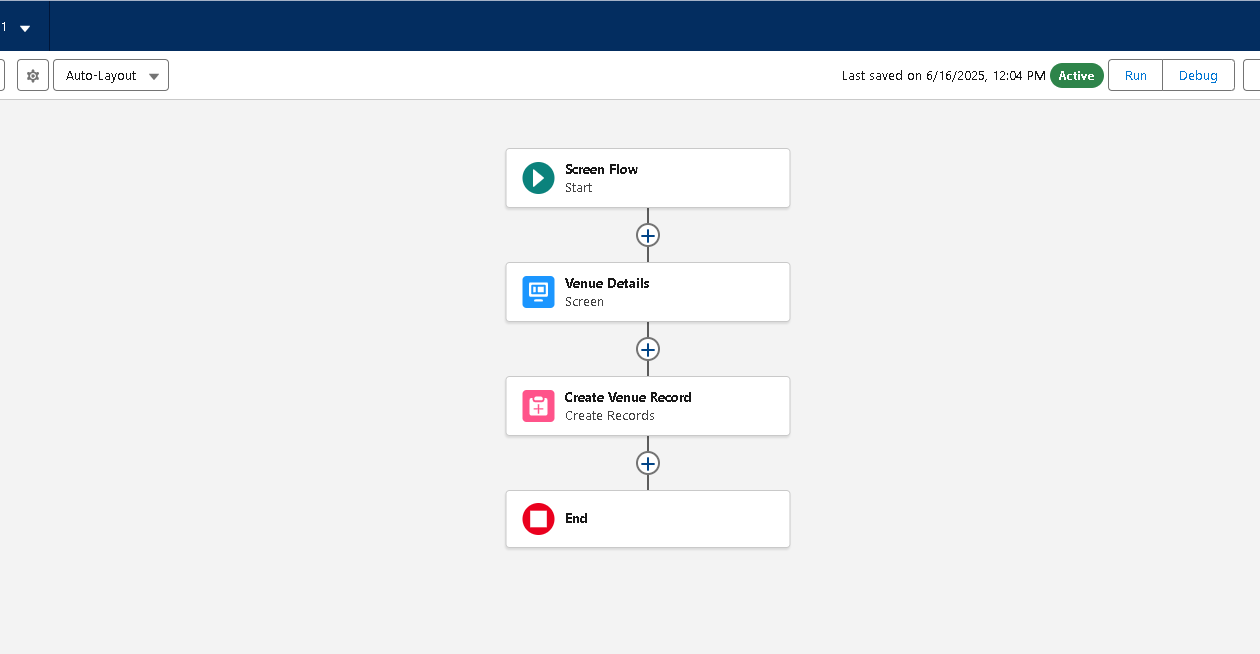 1
Auto-Layout
Last saved on 6/16/2025, 12:04 PM Active Run Debug
Screen Flow
Start
Venue Details
Screen
Create Venue Record
Create Records
End